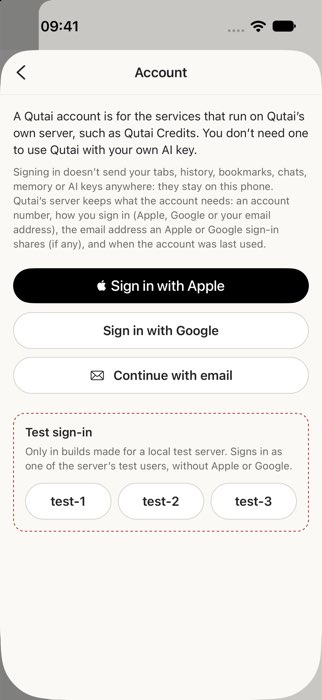 09:41
Account
A Qutai account is for the services that run on Qutai’s
own server, such as Qutai Credits. You don’t need one
to use Qutai with your own AI key.
Signing in doesn’t send your tabs, history, bookmarks, chats,
memory or AI keys anywhere: they stay on this phone.
Qutai’s server keeps what the account needs: an account
number, how you sign in (Apple, Google or your email
address), the email address an Apple or Google sign-in
shares (if any), and when the account was last used.
Sign in with Apple
Sign in with Google
Continue with email
Test sign-in
Only in builds made for a local test server. Signs in as
one of the server’s test users, without Apple or Google.
test-1
test-2
test-3